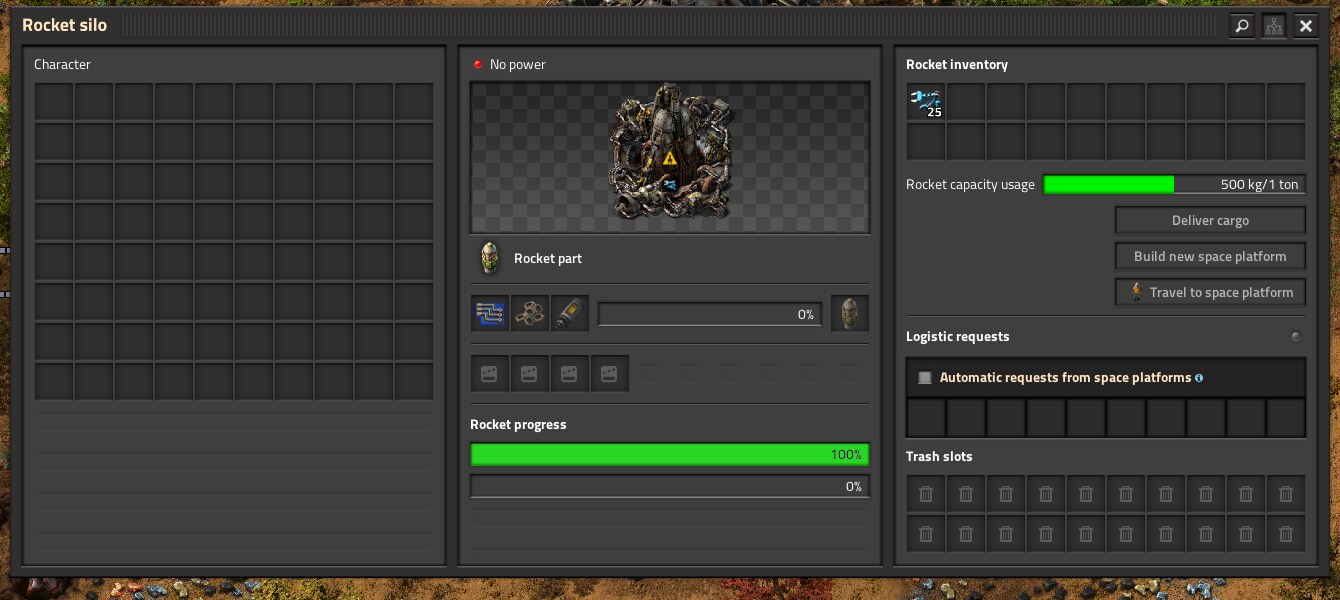 Rocket silo
Character
No power
Rocket part
0%
Rocket progress
100%
0%
Rocket inventory
25
Rocket capacity usage
500 kg/1 ton
Deliver cargo
Build new space platform
Travel to space platform
Logistic requests
Automatic requests from space platforms
Trash slots